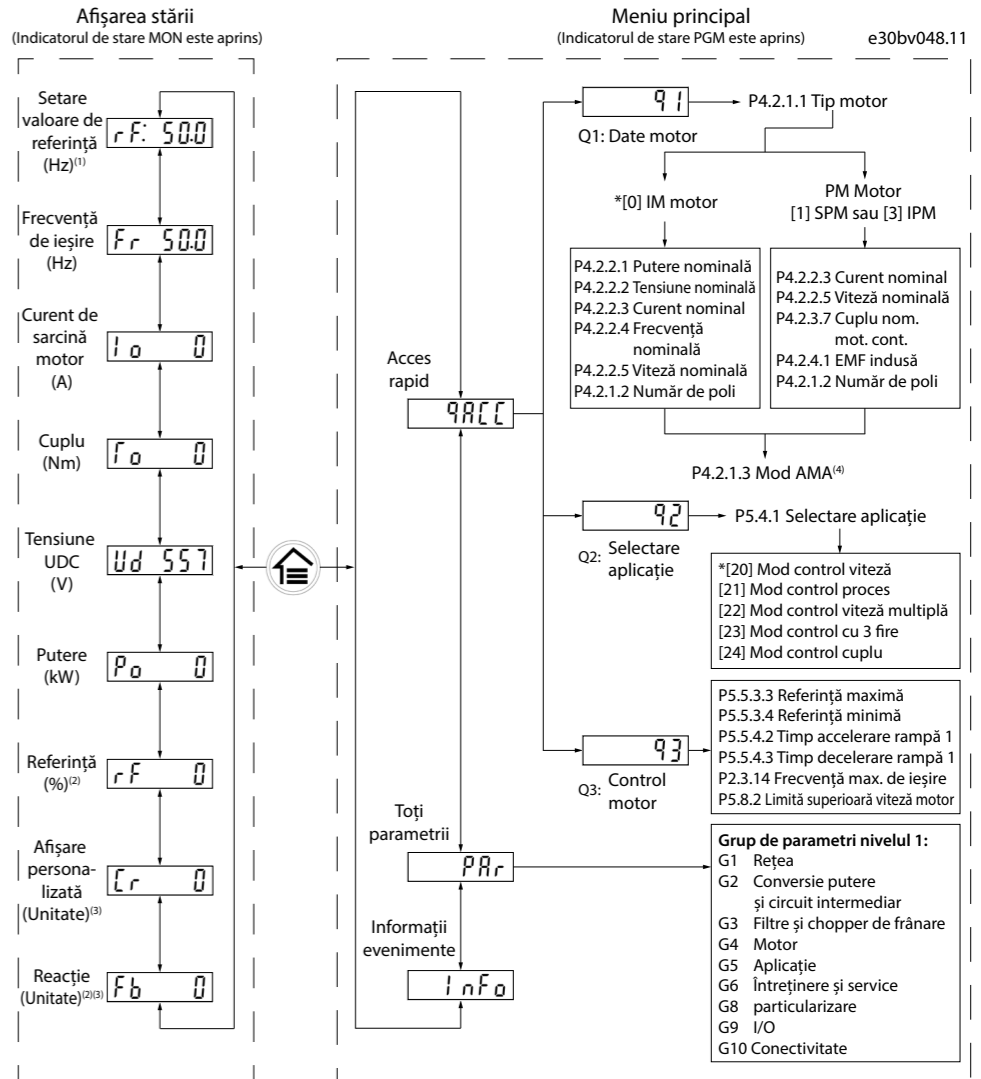 Afișarea stării
(Indicatorul de stare MON este aprins)
Meniu principal
(Indicatorul de stare PGM este aprins)
e30bv048.11
Setare
valoare de
referință
(Hz)(1)
rF: 50.0
Frecvență
de ieșire
(Hz)
Fr 50.0
Curent de
sarcină
motor
(A)
Io 0
Cuplu
(Nm)
To 0
Tensiune
UDC
(V)
Ud 557
Putere
(kW)
Po 0
Referință
(%)(2)
rF 0
Afișare
persona-
lizată
(Unitate)(3)
Cr 0
Reacție
(Unitate)(2)(3)
Fb 0
Acces
rapid
qACC
Toți
parametrii
PAr
Informații
evenimente
InFo
q1
P4.2.1.1 Tip motor
Q1: Date motor
*[0] IM motor
PM Motor
[1] SPM sau [3] IPM
P4.2.2.1 Putere nominală
P4.2.2.2 Tensiune nominală
P4.2.2.3 Curent nominal
P4.2.2.4 Frecvență
nominală
P4.2.2.5 Viteză nominală
P4.2.1.2 Număr de poli
P4.2.2.3 Curent nominal
P4.2.2.5 Viteză nominală
P4.2.3.7 Cuplu nom.
mot. cont.
P4.2.4.1 EMF indusă
P4.2.1.2 Număr de poli
P4.2.1.3 Mod AMA(4)
q2
P5.4.1 Selectare aplicație
Q2: Selectare
aplicație
*[20] Mod control viteză
[21] Mod control proces
[22] Mod control viteză multiplă
[23] Mod control cu 3 fire
[24] Mod control cuplu
q3
Q3: Control
motor
P5.5.3.3 Referință maximă
P5.5.3.4 Referință minimă
P5.5.4.2 Timp accelerare rampă 1
P5.5.4.3 Timp decelerare rampă 1
P2.3.14 Frecvență max. de ieșire
P5.8.2 Limită superioară viteză motor
Grup de parametri nivelul 1:
G1 Rețea
G2 Conversie putere
și circuit intermediar
G3 Filtre și chopper de frânare
G4 Motor
G5 Aplicație
G6 Întreținere și service
G8 particularizare
G9 I/O
G10 Conectivitate